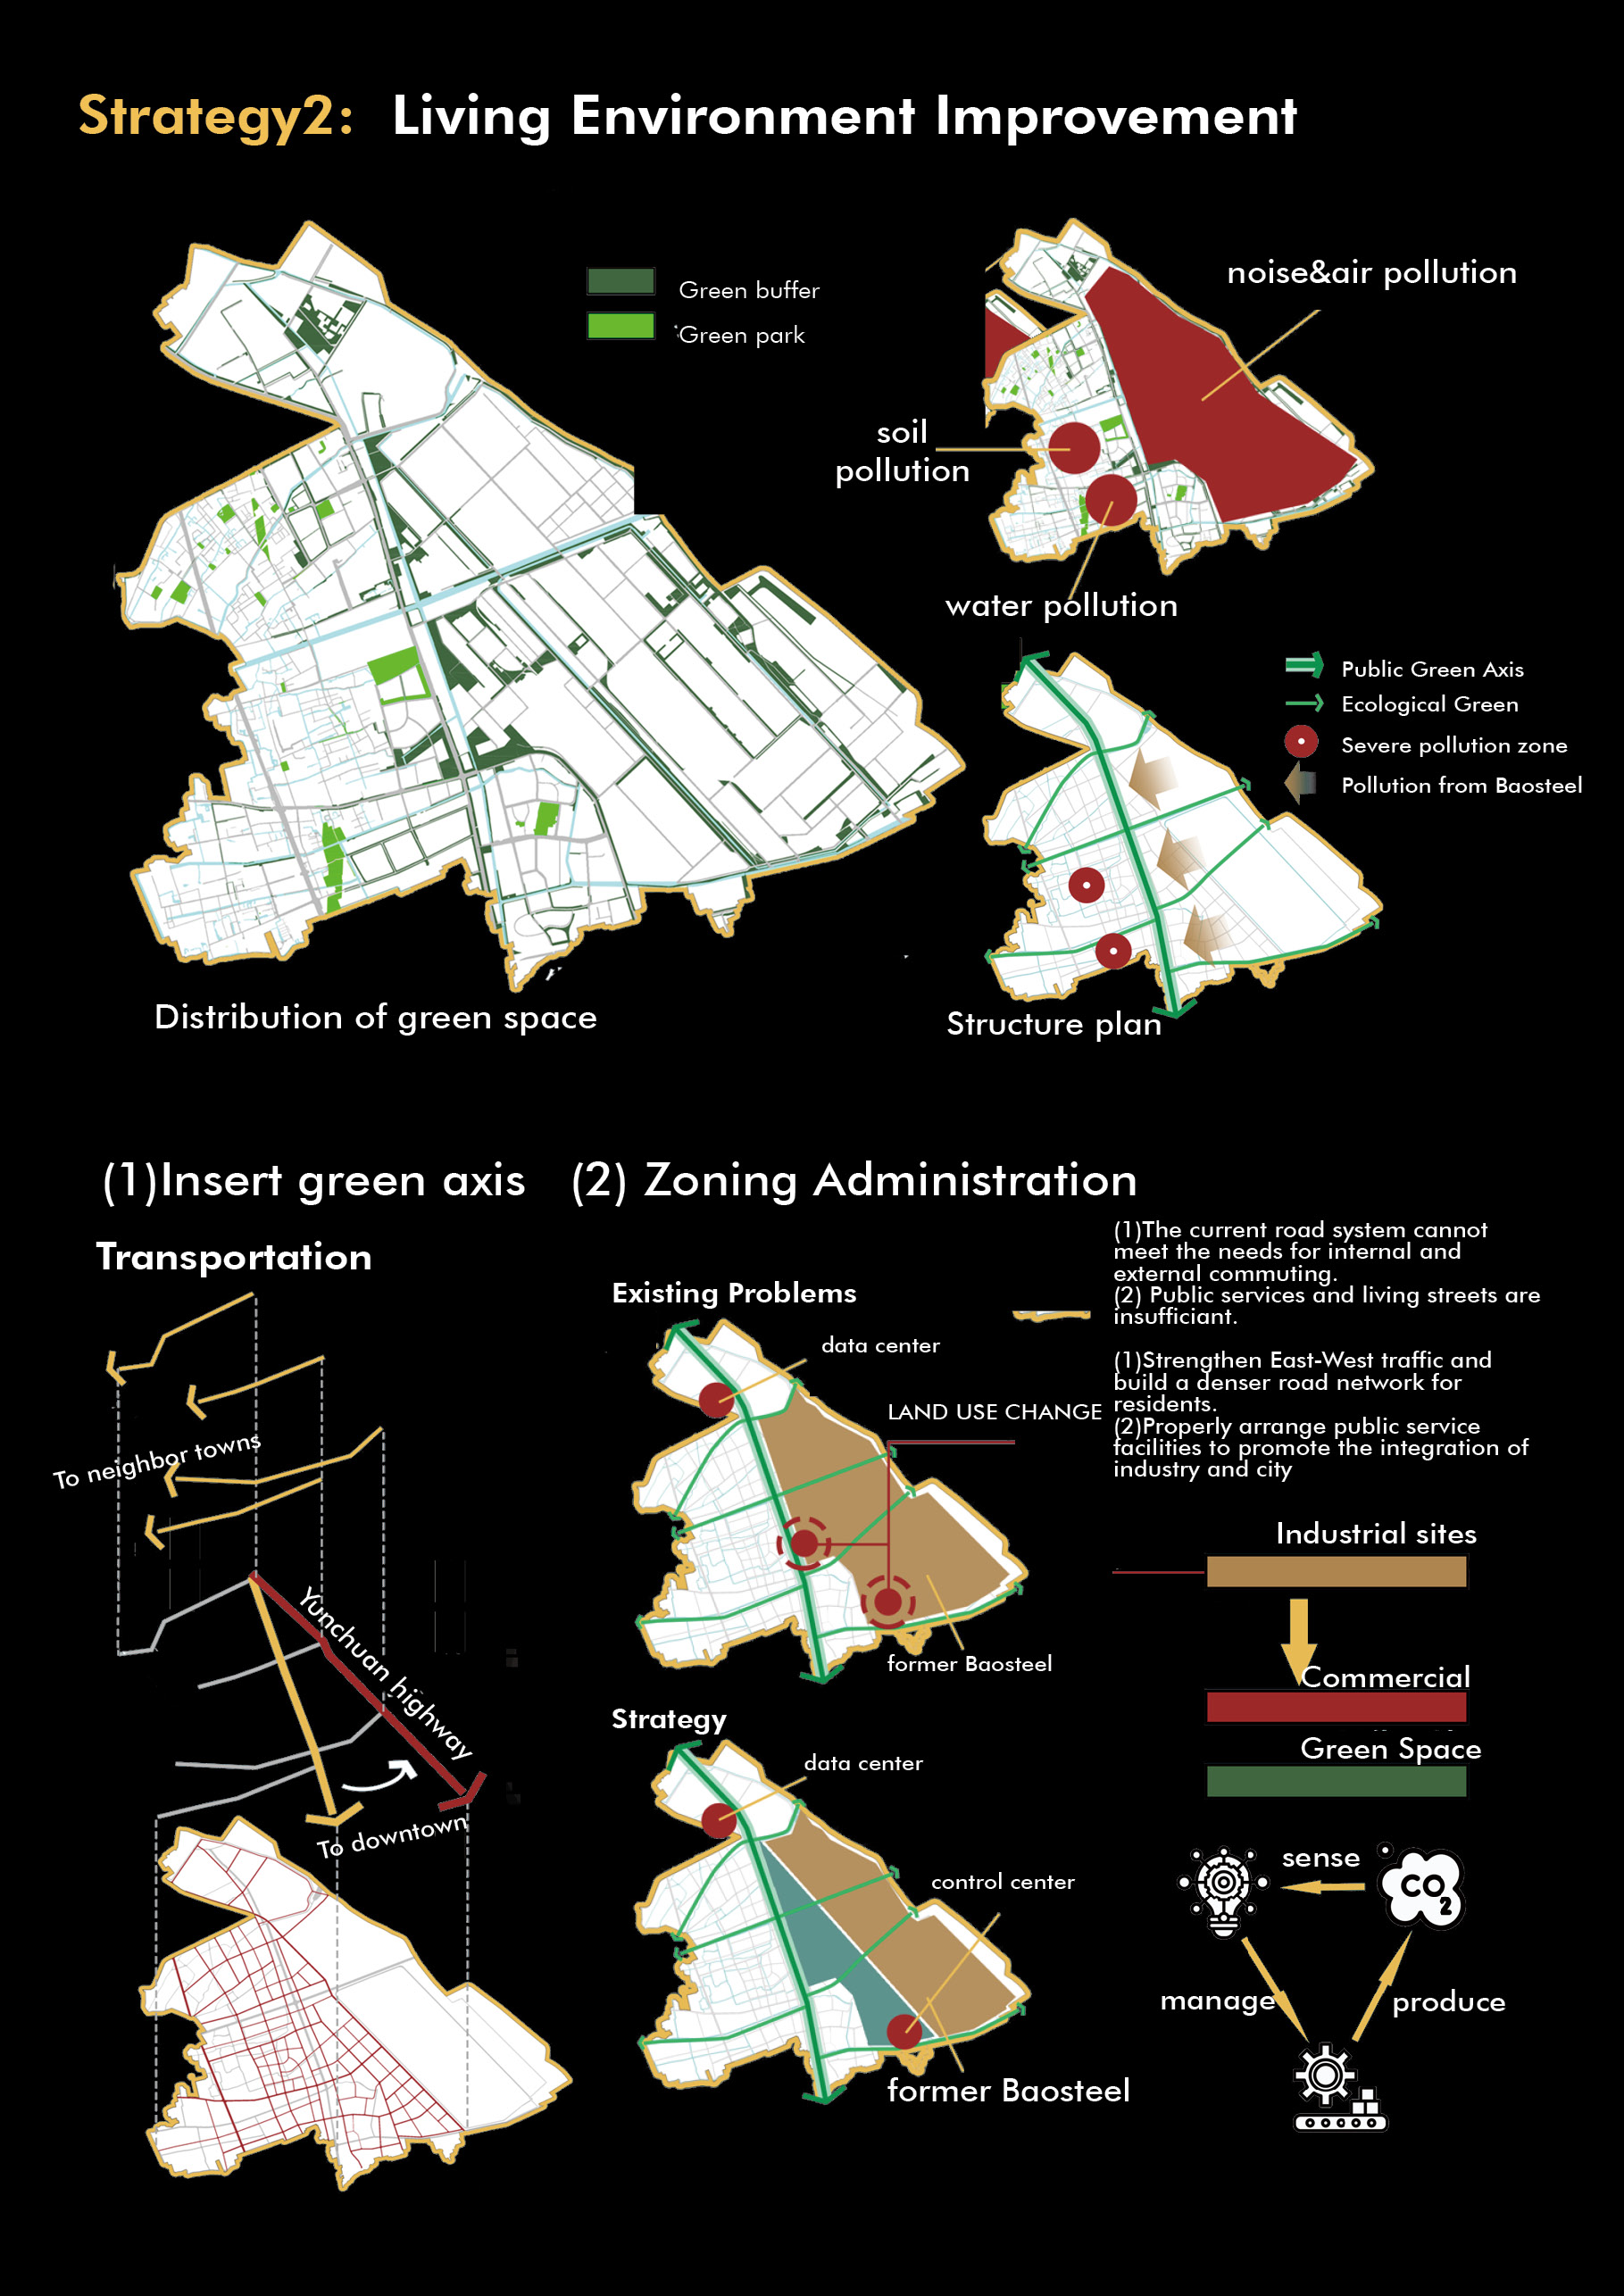 Strategy2: Living Environment Improvement
Green buffer
Green park
noise&air pollution
soil
pollution
water pollution
Public Green Axis
Ecological Green
Severe pollution zone
Pollution from Baosteel
Distribution of green space
Structure plan
(1)Insert green axis
(2) Zoning Administration
Transportation
To neighbor towns
Yunchuan highway
To downtown
Existing Problems
data center
LAND USE CHANGE
former Baosteel
(1)The current road system cannot
meet the needs for internal and
external commuting.
(2) Public services and living streets are
insufficient.
(1)Strengthen East-West traffic and
build a denser road network for
residents.
(2)Properly arrange public service
facilities to promote the integration of
industry and city
Industrial sites
Commercial
Green Space
Strategy
data center
control center
former Baosteel
sense
CO2
manage
produce